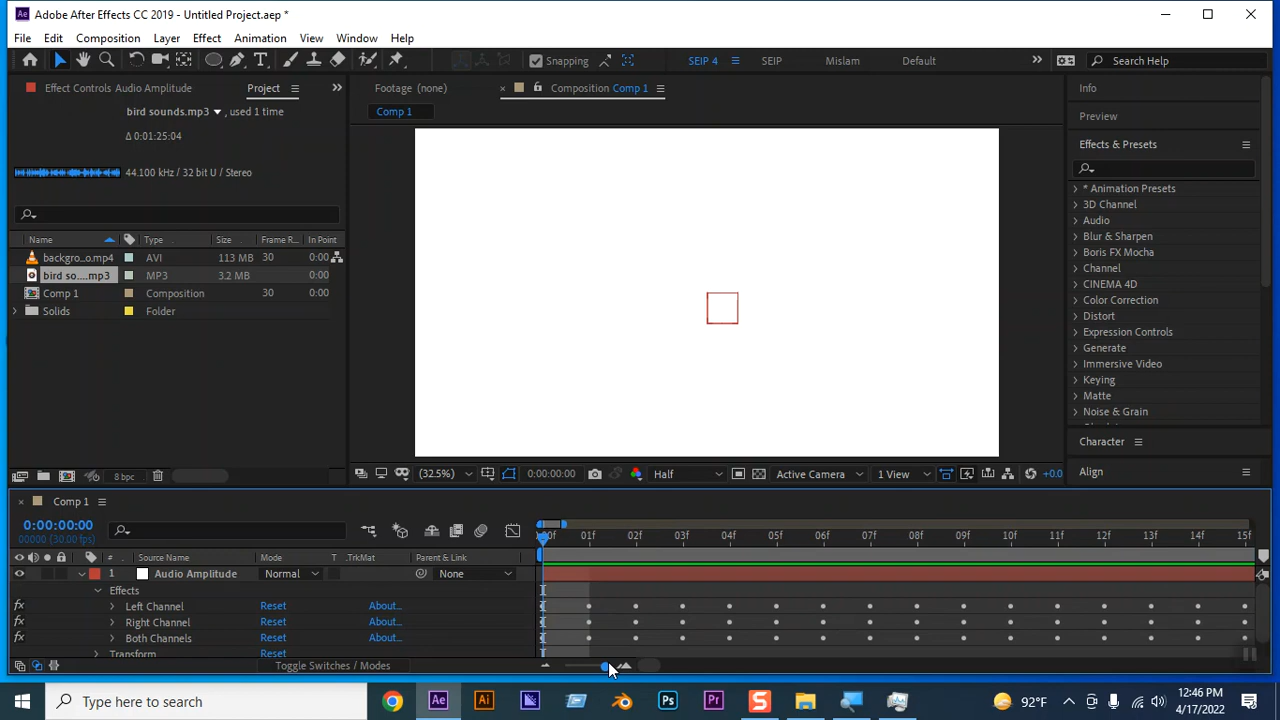 Ae Adobe After Effects CC 2019 - Untitled Project.aep *
File Edit Composition Layer Effect Animation View Window Help
Snapping SEIP 4 SEIP Mislam Default Search Help
Effect Controls Audio Amplitude Project Footage (none) Composition Comp 1 Info
bird sounds.mp3 , used 1 time Comp 1 Preview
Δ 0:01:25:04
Effects & Presets
44.100 kHz / 32 bit U / Stereo
* Animation Presets
3D Channel
Audio
Blur & Sharpen
Boris FX Mocha
Channel
CINEMA 4D
Color Correction
Distort
Expression Controls
Generate
Immersive Video
Keying
Matte
Noise & Grain
Character
Align
Name Type Size Frame R... In Point
backgro...o.mp4 AVI 113 MB 30 0:00
bird so....mp3 MP3 3.2 MB 0:00
Comp 1 Composition 30 0:00
Solids Folder
8 bpc (32.5%) 0:00:00:00 Half Active Camera 1 View +0.0
Comp 1
0:00:00:00
00000 (30.00 fps)
00f 01f 02f 03f 04f 05f 06f 07f 08f 09f 10f 11f 12f 13f 14f 15f
# Source Name Mode T .TrkMat Parent & Link
1 Audio Amplitude Normal None
Effects
fx Left Channel Reset About...
fx Right Channel Reset About...
fx Both Channels Reset About...
Transform
Toggle Switches / Modes
Type here to search Ae Ai Ps Pr S 92°F 12:46 PM
4/17/2022